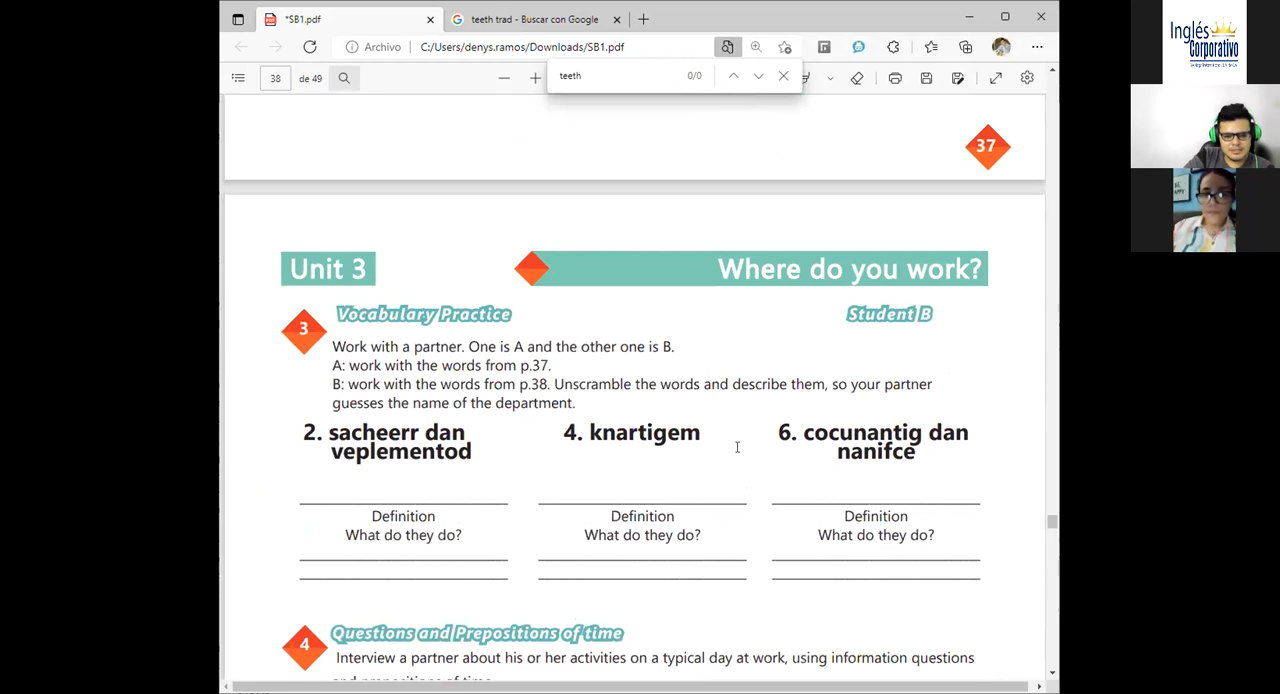 *SB1.pdf
teeth trad - Buscar con Google
Archivo
C:/Users/denys.ramos/Downloads/SB1.pdf
38
de 49
teeth
0/0
Inglés
Corporativo
37
BE
HAPPY
Unit 3
Where do you work?
3
Vocabulary Practice
Student B
Work with a partner. One is A and the other one is B.
A: work with the words from p.37.
B: work with the words from p.38. Unscramble the words and describe them, so your partner
guesses the name of the department.
2. sacheerr dan
veplementod
4. knartigem
6. cocunantig dan
nanifce
Definition
What do they do?
Definition
What do they do?
Definition
What do they do?
4
Questions and Prepositions of time
Interview a partner about his or her activities on a typical day at work, using information questions
and prepositions of time